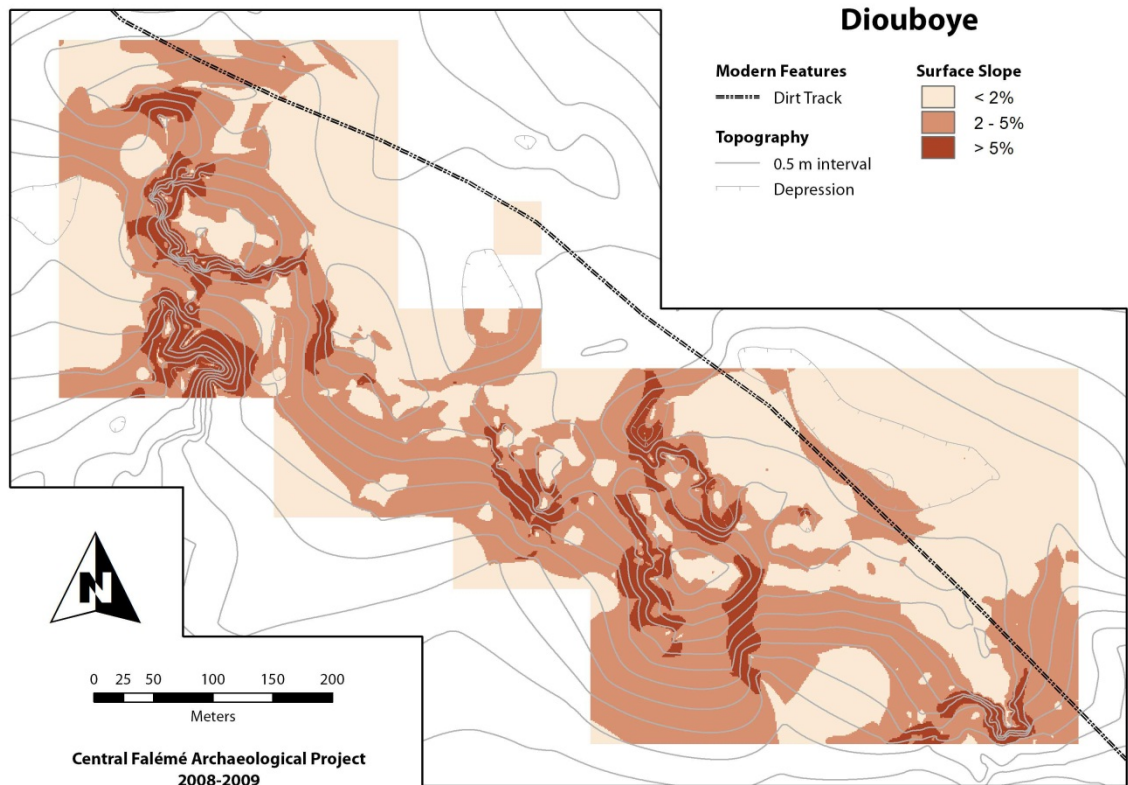 Diouboye
Modern Features
Dirt Track
Topography
0.5 m interval
Depression
Surface Slope
< 2%
2 - 5%
> 5%
N
0 25 50 100 150 200
Meters
Central Falémé Archaeological Project
2008-2009